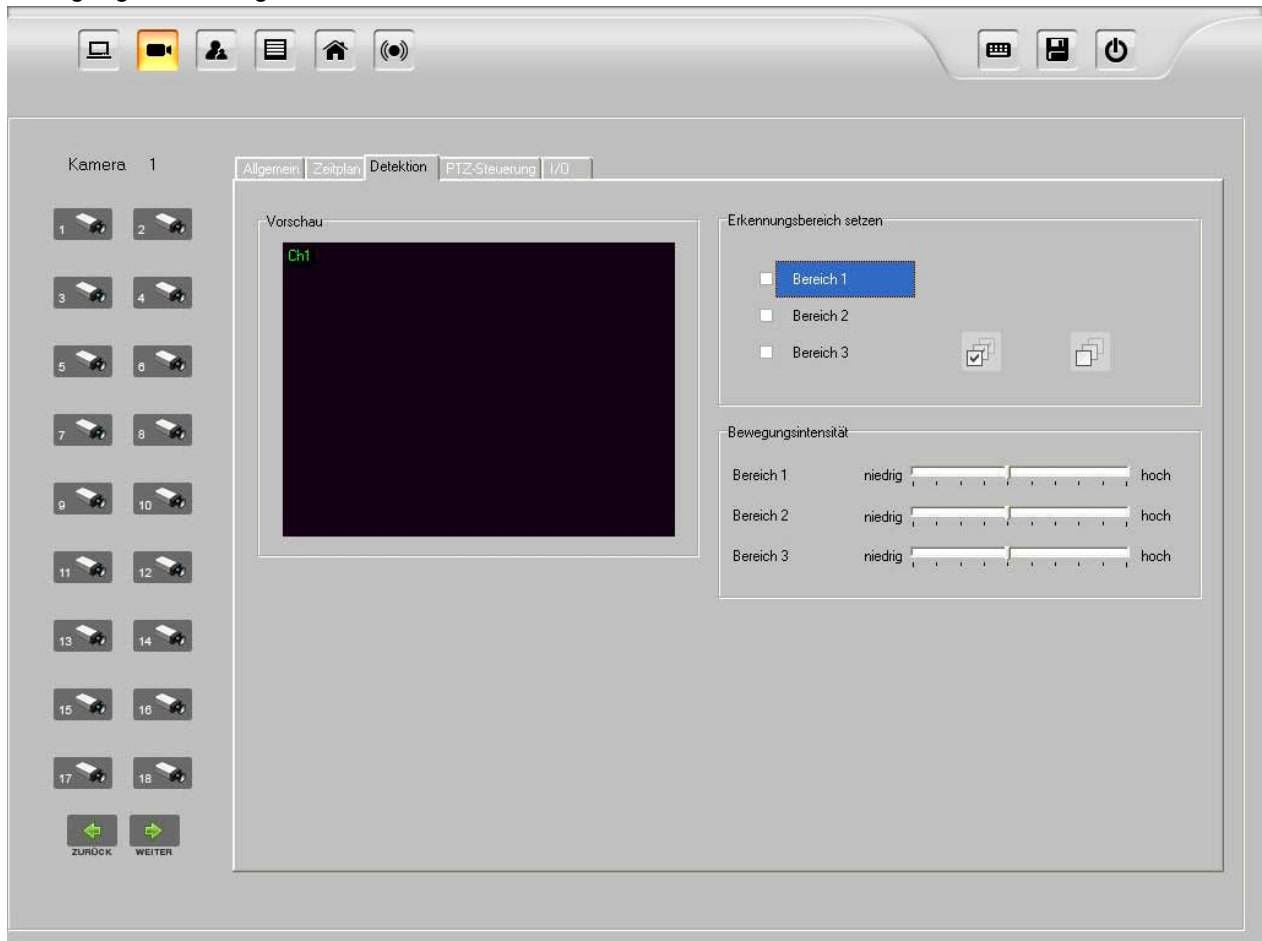 Kamera 1
Allgemein Zeitplan Detektion PTZ-Steuerung I/O
Vorschau
Ch1
Erkennungsbereich setzen
Bereich 1
Bereich 2
Bereich 3
Bewegungsintensität
Bereich 1 niedrig hoch
Bereich 2 niedrig hoch
Bereich 3 niedrig hoch
1 2
3 4
5 6
7 8
9 10
11 12
13 14
15 16
17 18
ZURÜCK WEITER